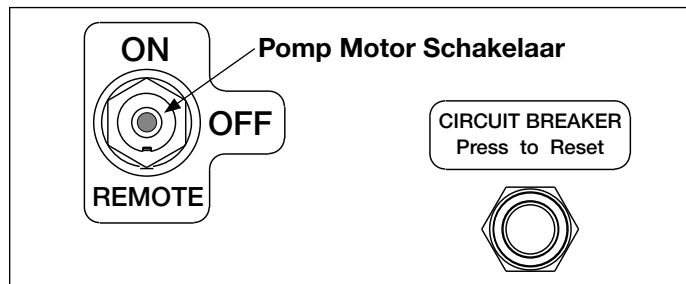 ON
Pomp Motor Schakelaar
OFF
REMOTE
CIRCUIT BREAKER
Press to Reset